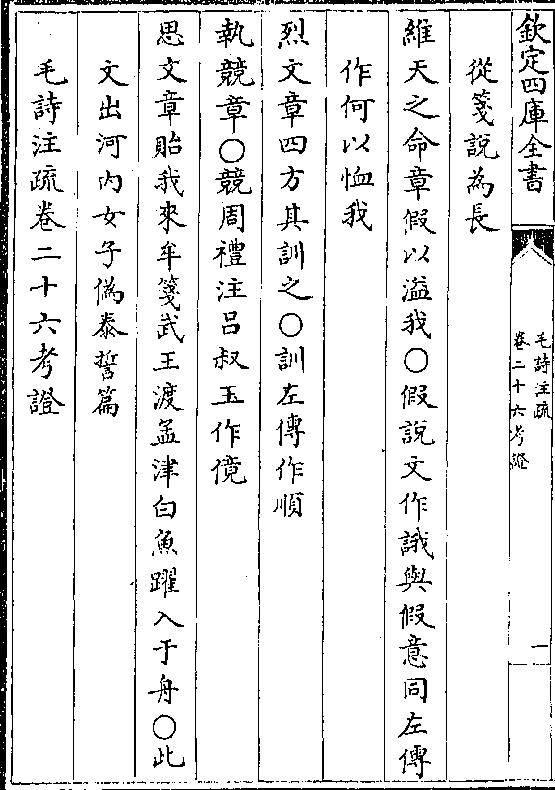 欽定四庫全書
毛詩注疏
卷二十六考證
一
從箋說為長
維天之命章假以溢我○假說文作誐與假意同左傳
作何以恤我
烈文章四方其訓之○訓左傳作順
執競章○競周禮注呂叔玉作傹
思文章貽我來牟箋武王渡孟津白魚躍入于舟○此
文出河內女子偽泰誓篇
毛詩注疏卷二十六考證